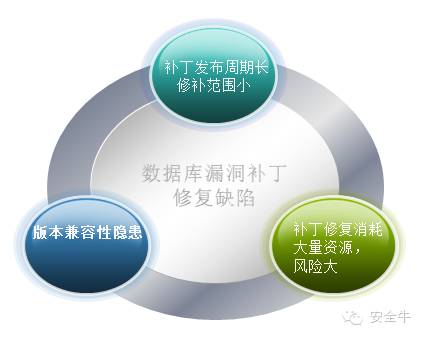 补丁发布周期长
修补范围小
数据库漏洞补丁
修复缺陷
版本兼容性隐患
补丁修复消耗
大量资源，
风险大
安全牛